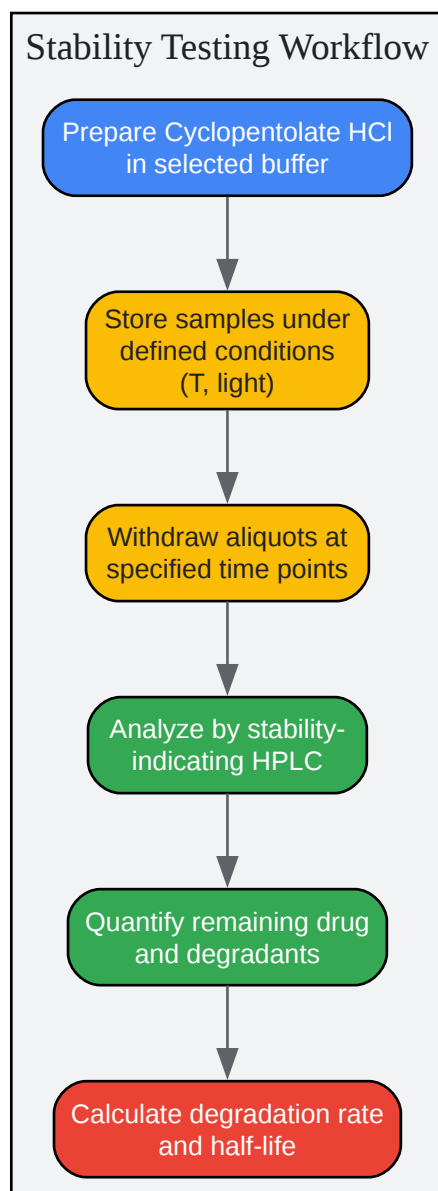 Stability Testing Workflow
Prepare Cyclopentolate HCl
in selected buffer
Store samples under
defined conditions
(T, light)
Withdraw aliquots at
specified time points
Analyze by stability-
indicating HPLC
Quantify remaining drug
and degradants
Calculate degradation rate
and half-life